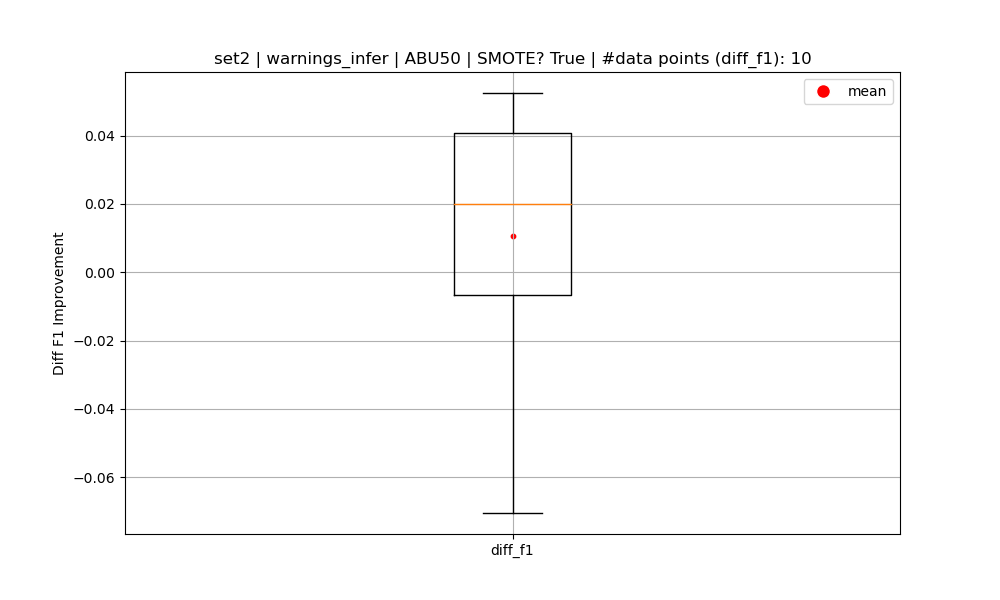 set2 | warnings_infer | ABU50 | SMOTE? True | #data points (diff_f1): 10
mean
0.04
0.02
0.00
−0.02
−0.04
−0.06
Diff F1 Improvement
diff_f1